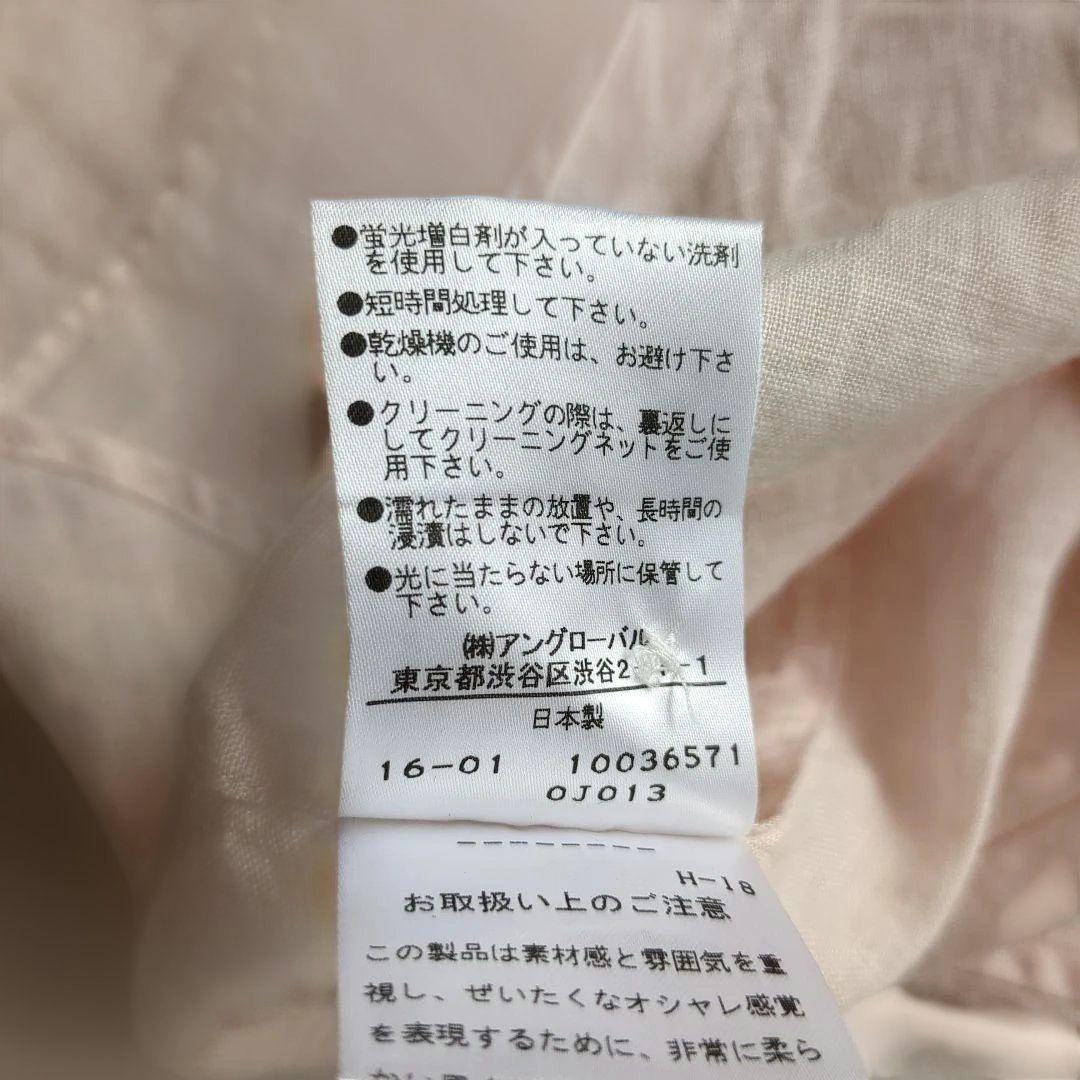 ●蛍光増白剤が入っていない洗剤
を使用して下さい。
●短時間処理して下さい。
●乾燥機のご使用は、お避け下さ
い。
●クリーニングの際は、裏返しに
してクリーニングネットをご使
用下さい。
●濡れたままの放置や、長時間の
浸漬はしないで下さい。
●光に当たらない場所に保管して
下さい。
(株)アングローバル
東京都渋谷区渋谷2
日本製
16-01 10036571
0J013
--------
H-18
お取扱い上のご注意
この製品は素材感と雰囲気を重
視し、ぜいたくなオシャレ感覚
を表現するために、非常に柔ら